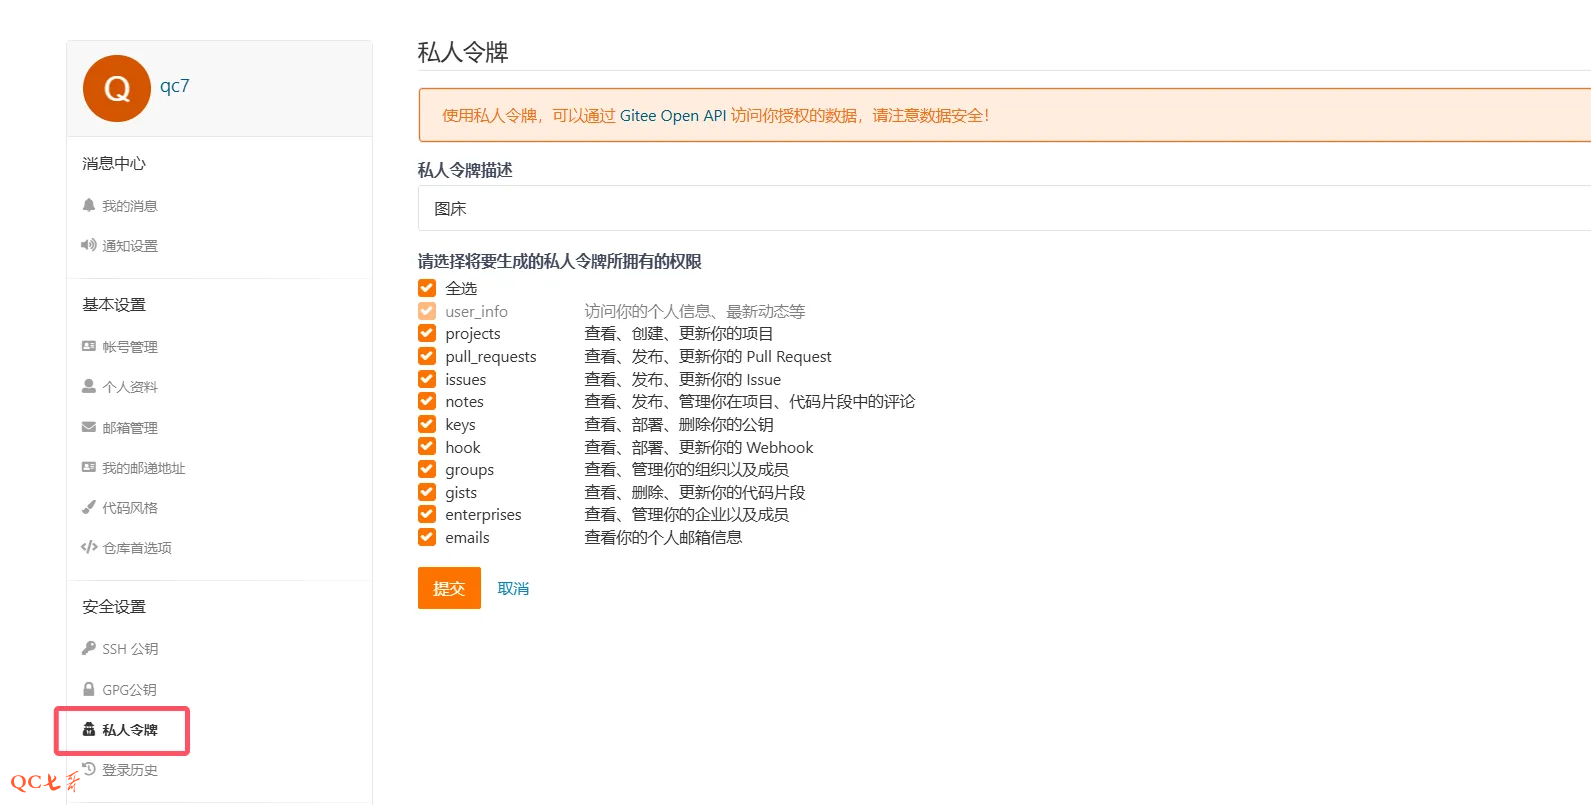 Q
qc7
消息中心
我的消息
通知设置
基本设置
帐号管理
个人资料
邮箱管理
我的邮递地址
代码风格
仓库首选项
安全设置
SSH 公钥
GPG公钥
私人令牌
登录历史
QC七哥
私人令牌
使用私人令牌，可以通过 Gitee Open API 访问你授权的数据，请注意数据安全！
私人令牌描述
图床
请选择将要生成的私人令牌所拥有的权限
全选
user_info 访问你的个人信息、最新动态等
projects 查看、创建、更新你的项目
pull_requests 查看、发布、更新你的 Pull Request
issues 查看、发布、更新你的 Issue
notes 查看、发布、管理你在项目、代码片段中的评论
keys 查看、部署、删除你的公钥
hook 查看、部署、更新你的 Webhook
groups 查看、管理你的组织以及成员
gists 查看、删除、更新你的代码片段
enterprises 查看、管理你的企业以及成员
emails 查看你的个人邮箱信息
提交 取消